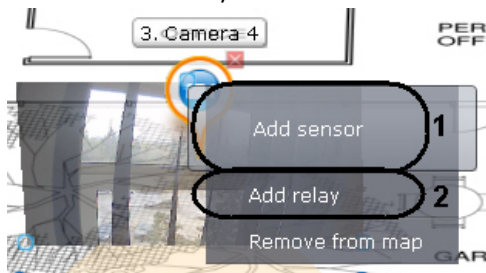 3. Camera 4
PER
OFF
Add sensor
1
Add relay
2
Remove from map
GAR